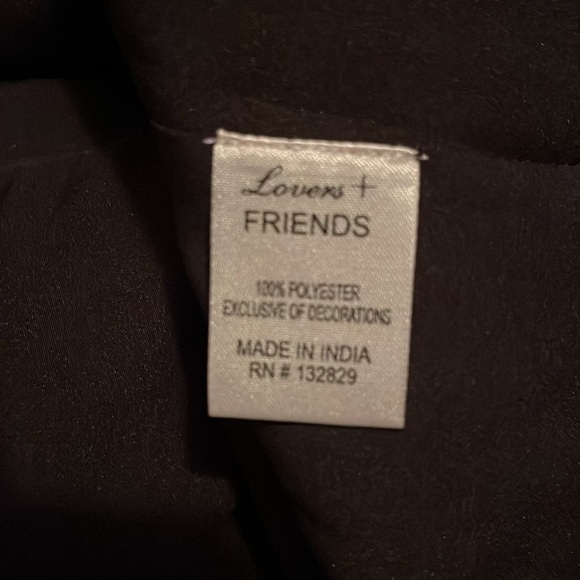 Lovers +
FRIENDS
100% POLYESTER
EXCLUSIVE OF DECORATIONS
MADE IN INDIA
RN # 132829